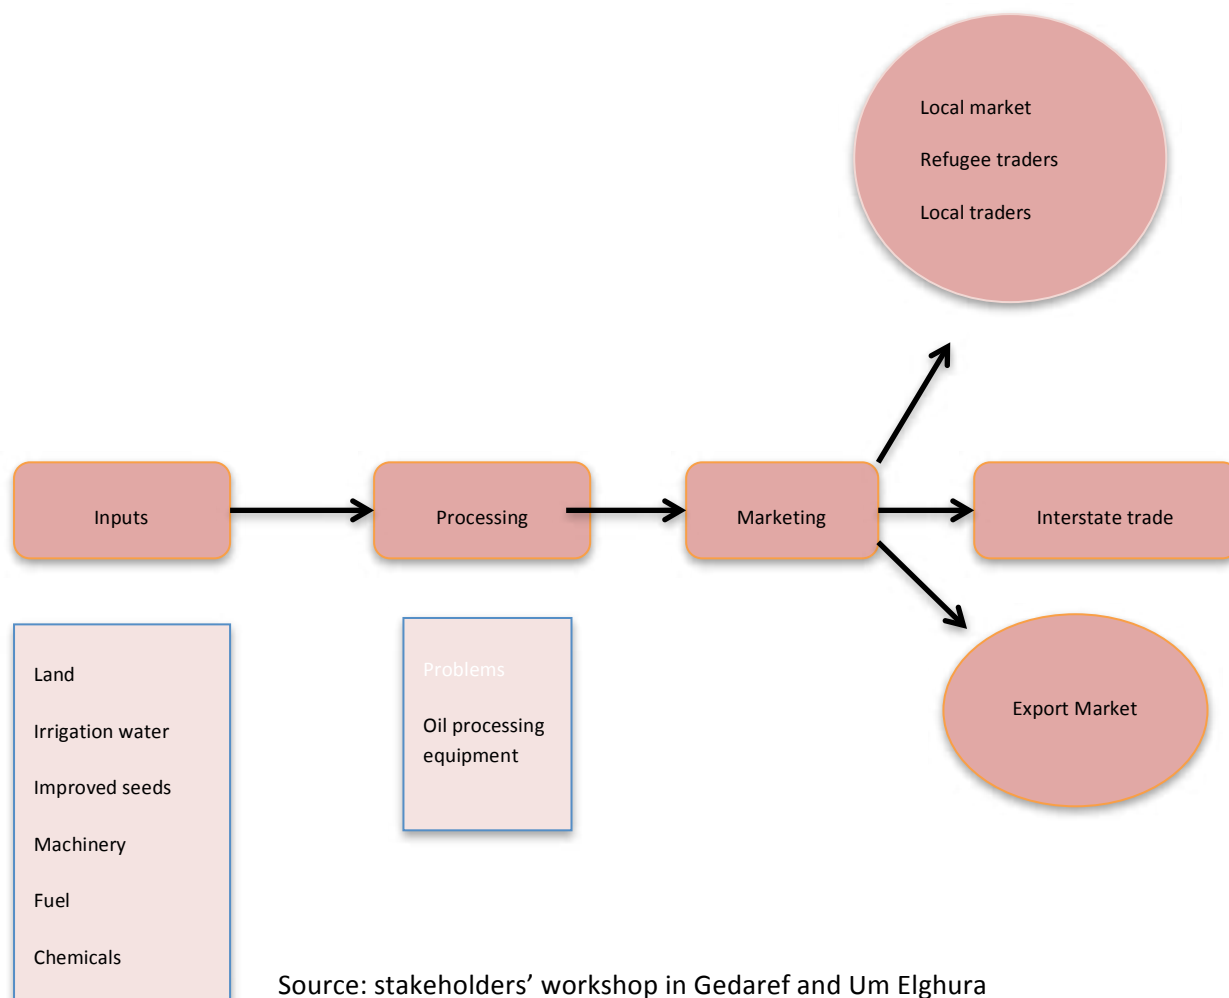 Local market
Refugee traders
Local traders
Inputs
Processing
Marketing
Interstate trade
Land
Irrigation water
Improved seeds
Machinery
Fuel
Chemicals
Problems
Oil processing
equipment
Export Market
Source: stakeholders’ workshop in Gedaref and Um Elghura